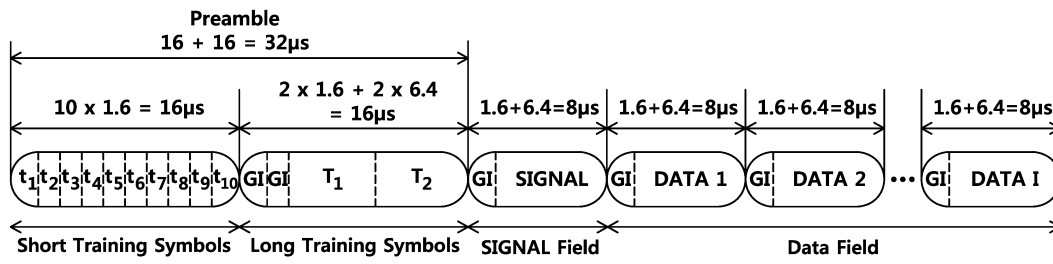 Preamble
16 + 16 = 32μs
10 x 1.6 = 16μs
2 x 1.6 + 2 x 6.4
= 16μs
1.6+6.4=8μs
1.6+6.4=8μs
1.6+6.4=8μs
1.6+6.4=8μs
t1 t2 t3 t4 t5 t6 t7 t8 t9 t10 GI GI T1 T2 GI SIGNAL GI DATA 1 GI DATA 2 ••• GI DATA I
Short Training Symbols
Long Training Symbols
SIGNAL Field
Data Field